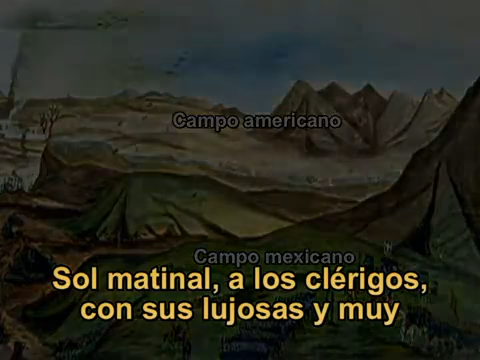 Campo americano
Campo mexicano
Sol matinal, a los clérigos,
con sus lujosas y muy